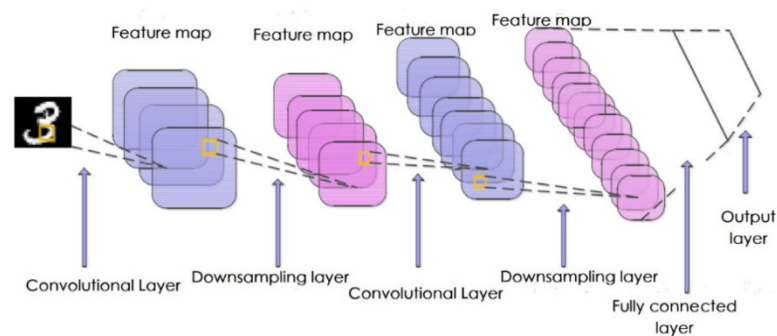 Feature map
Feature map
Feature map
Feature map
Convolutional Layer
Downsampling layer
Convolutional Layer
Downsampling layer
Fully connected
layer
Output
layer